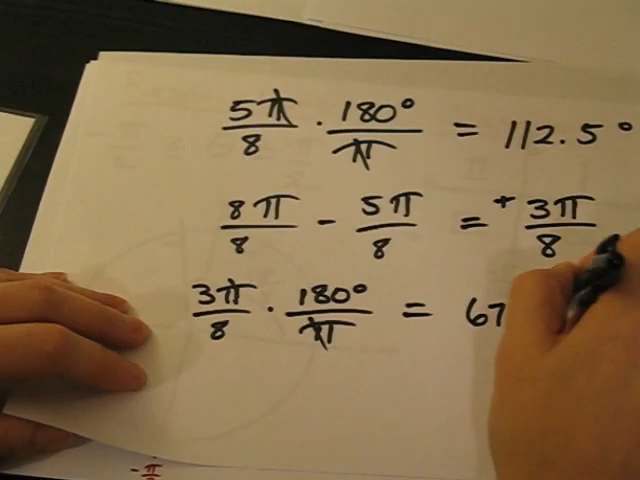 5π/8 · 180°/π = 112.5°
8π/8 - 5π/8 = + 3π/8
3π/8 · 180°/π = 67
-π